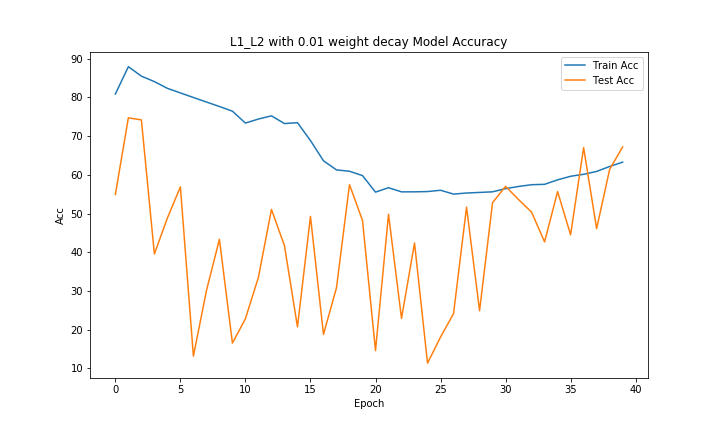 L1_L2 with 0.01 weight decay Model Accuracy
90
80
70
60
50
40
30
20
10
Acc
Train Acc
Test Acc
0 5 10 15 20 25 30 35 40
Epoch